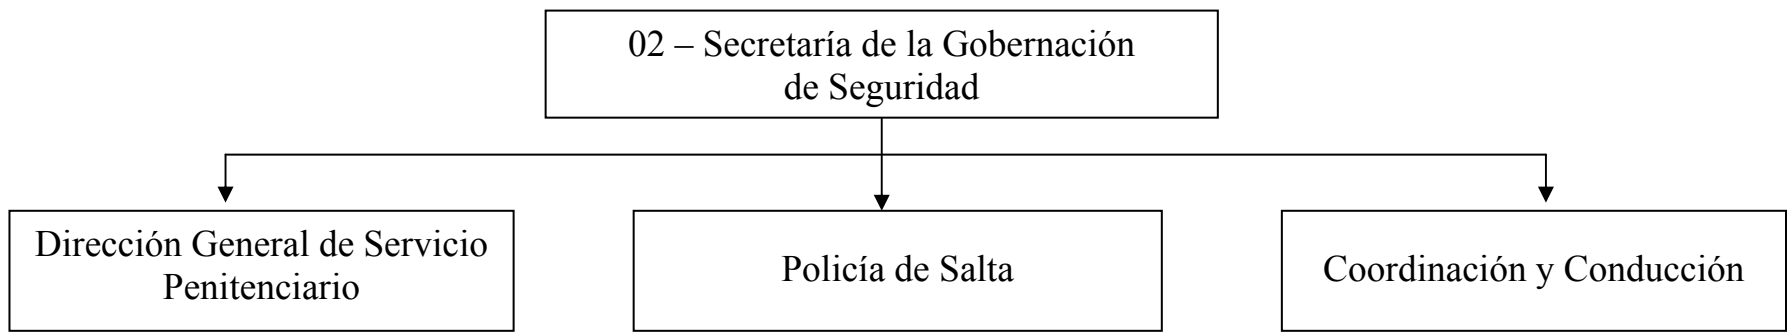 02 – Secretaría de la Gobernación
de Seguridad
Dirección General de Servicio
Penitenciario
Policía de Salta
Coordinación y Conducción